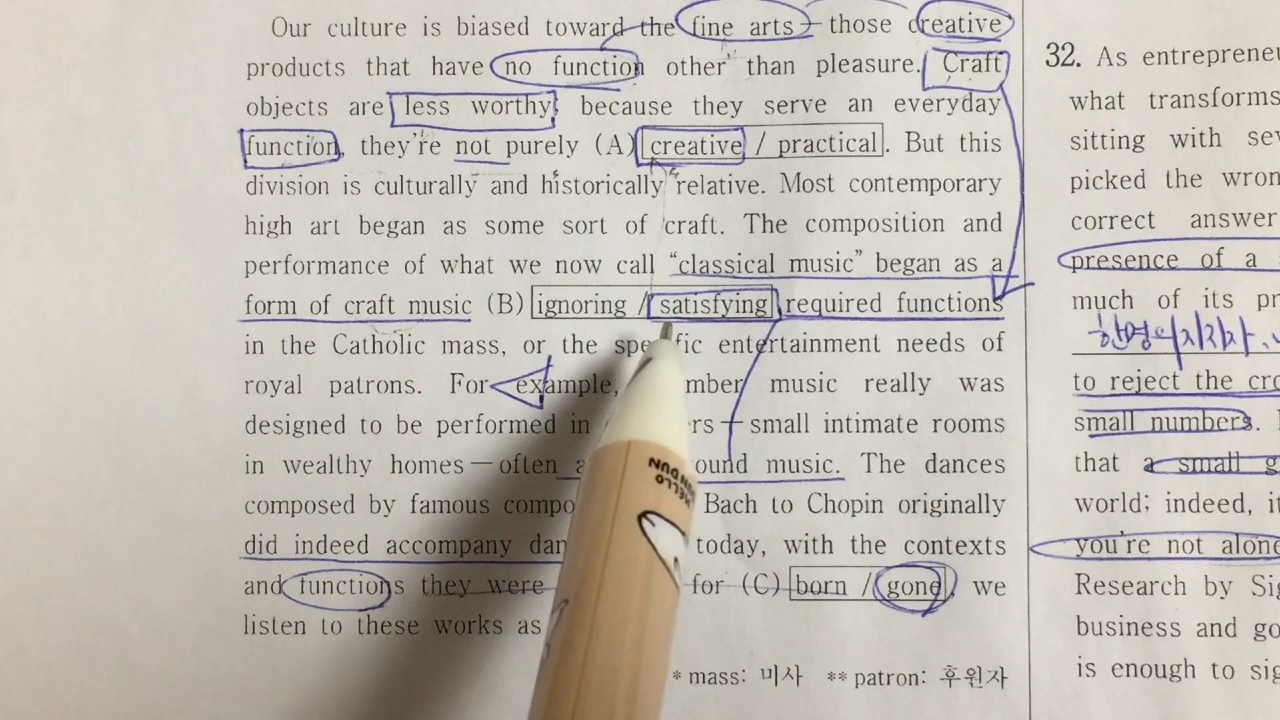 Our culture is biased toward the fine arts — those creative
products that have no function other than pleasure. Craft
objects are less worthy; because they serve an everyday
function, they're not purely (A) creative / practical. But this
division is culturally and historically relative. Most contemporary
high art began as some sort of craft. The composition and
performance of what we now call "classical music" began as a
form of craft music (B) ignoring / satisfying required functions
in the Catholic mass, or the specific entertainment needs of
royal patrons. For example, mber music really was
designed to be performed in rs — small intimate rooms
in wealthy homes — often a ound music. The dances
composed by famous compo Bach to Chopin originally
did indeed accompany dan today, with the contexts
and functions they were for (C) born / gone, we
listen to these works as
* mass: 미사 ** patron: 후원자
HELLO
32. As entreprene
what transforms
sitting with sev
picked the wron
correct answer
presence of a
much of its pr
to reject the cro
small numbers.
that a small g
world; indeed, i
you're not alone
Research by Sig
business and go
is enough to sig